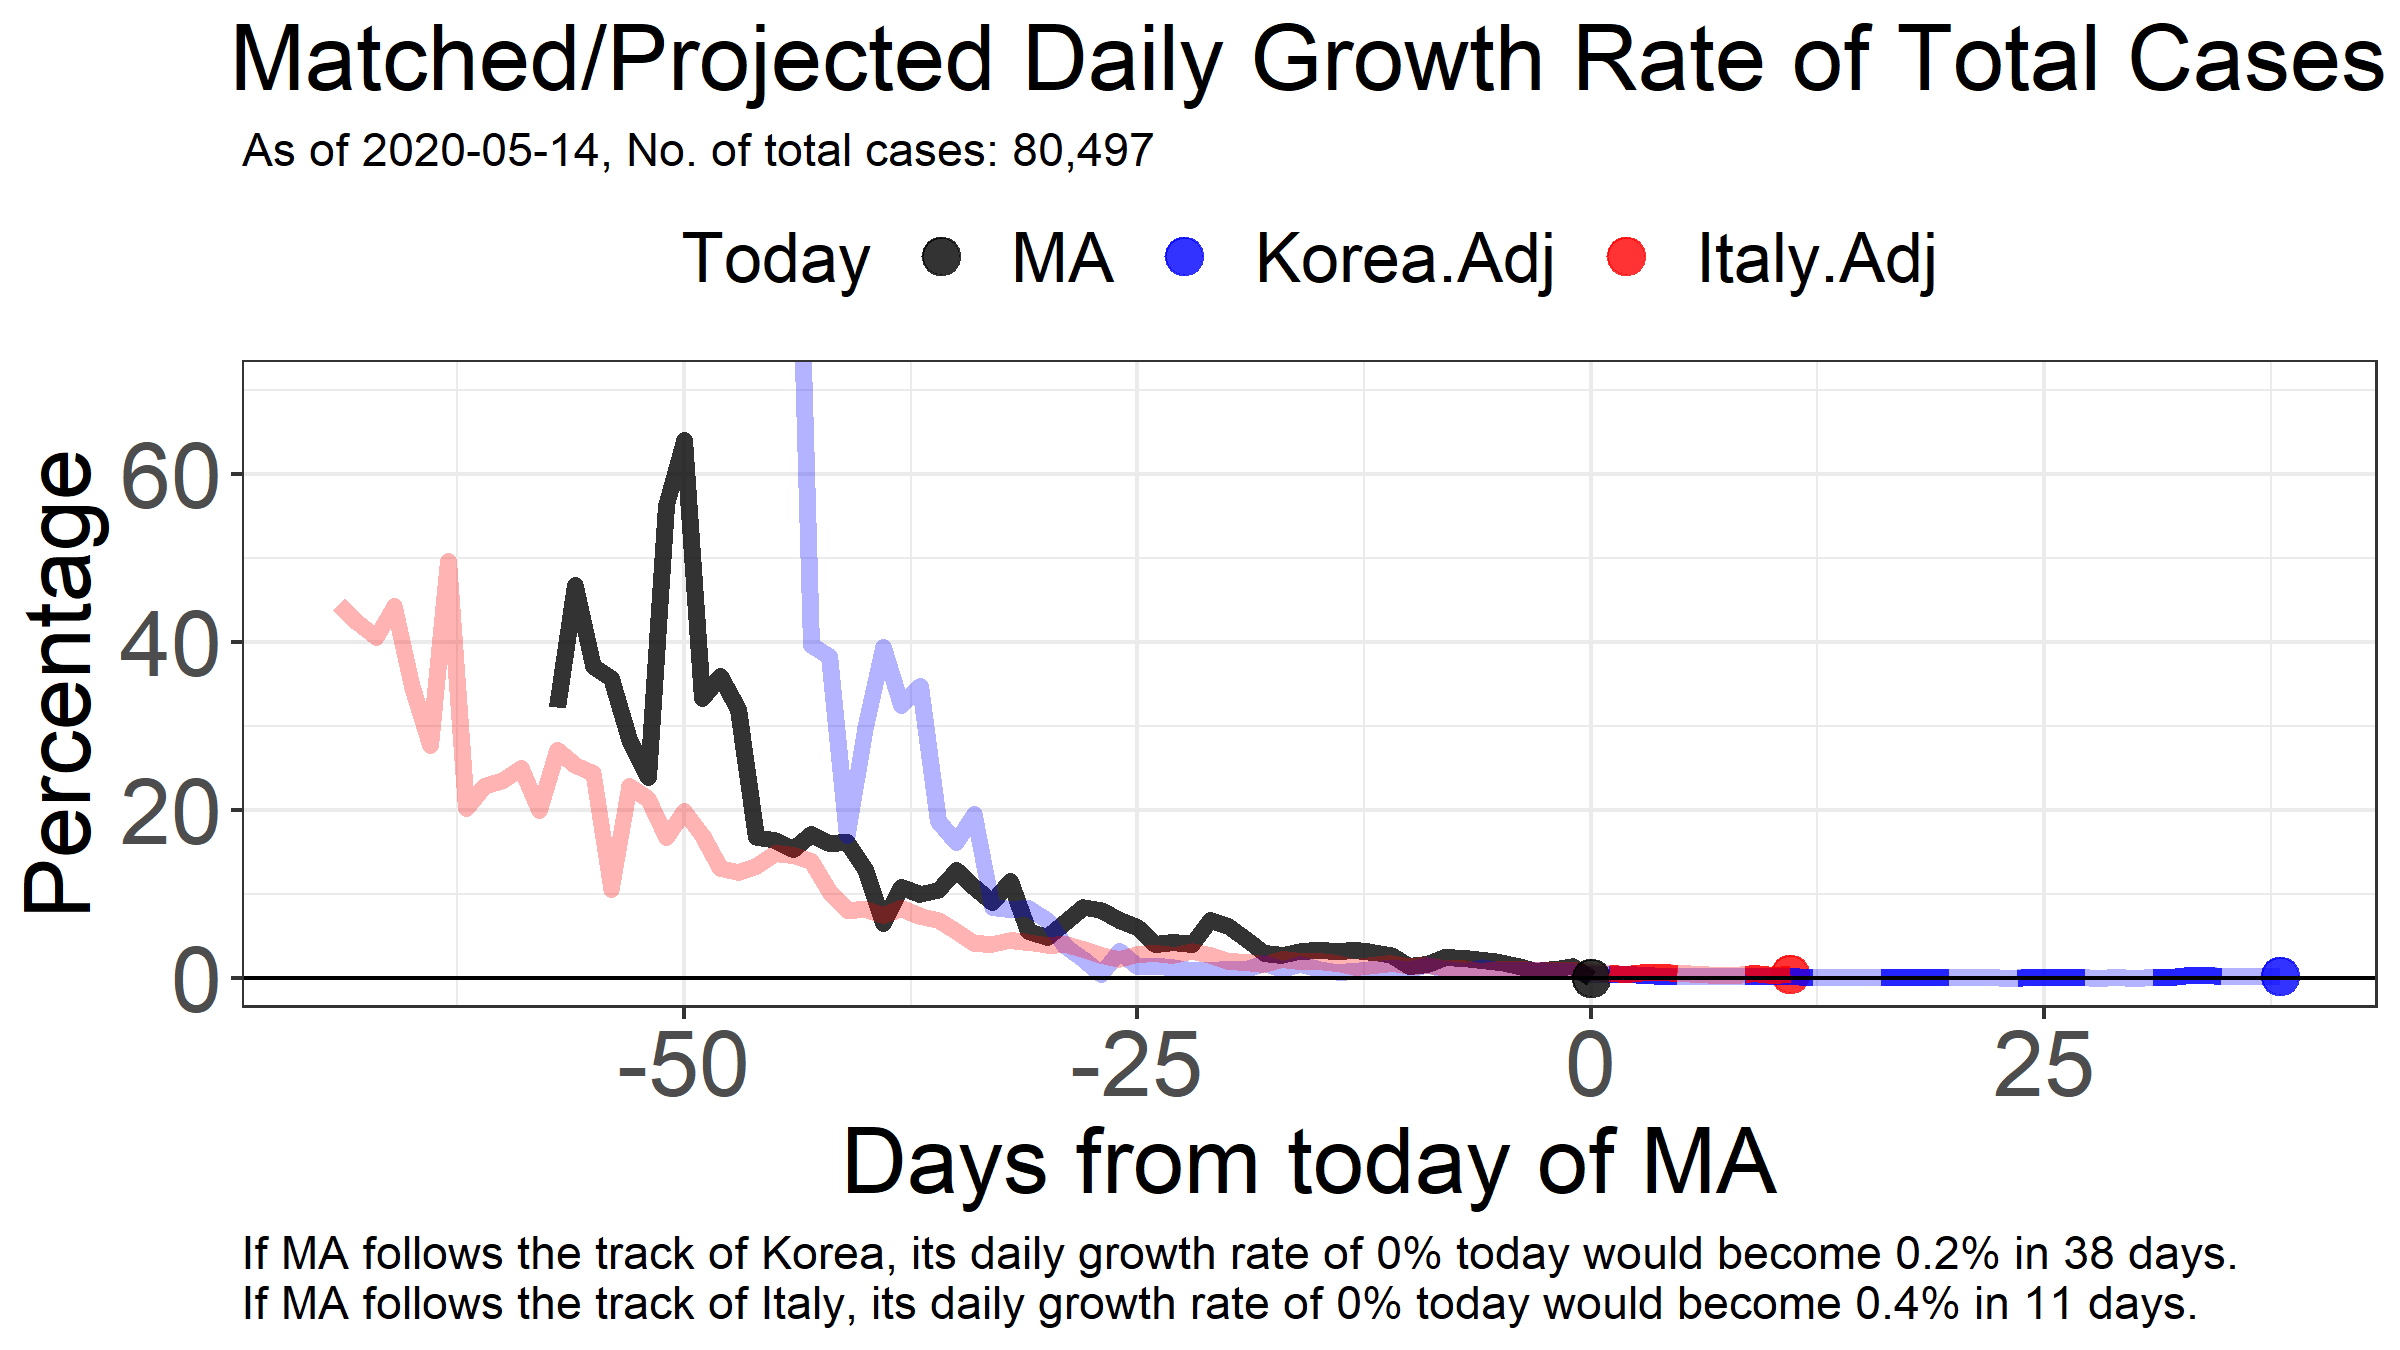 Matched/Projected Daily Growth Rate of Total Cases
As of 2020-05-14, No. of total cases: 80,497
Today MA Korea.Adj Italy.Adj
Percentage
60
40
20
0
-50 -25 0 25
Days from today of MA
If MA follows the track of Korea, its daily growth rate of 0% today would become 0.2% in 38 days.
If MA follows the track of Italy, its daily growth rate of 0% today would become 0.4% in 11 days.